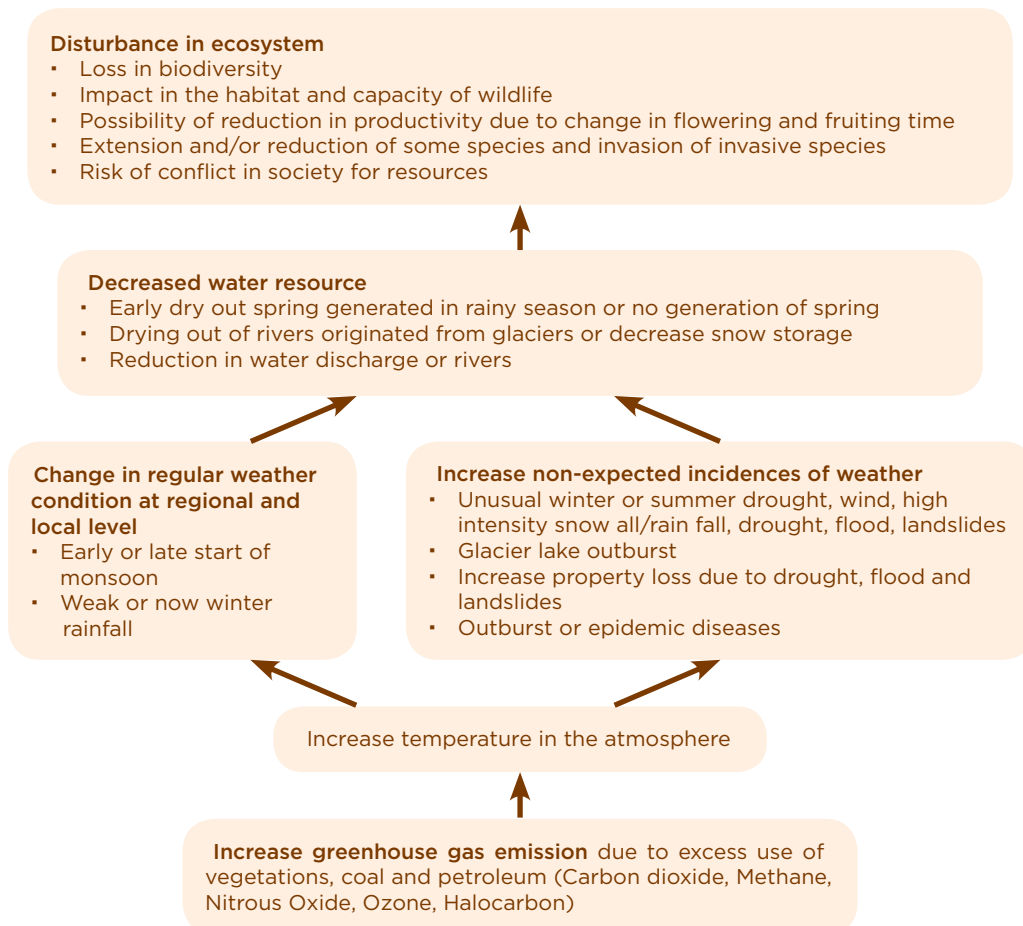 Disturbance in ecosystem
▪ Loss in biodiversity
▪ Impact in the habitat and capacity of wildlife
▪ Possibility of reduction in productivity due to change in flowering and fruiting time
▪ Extension and/or reduction of some species and invasion of invasive species
▪ Risk of conflict in society for resources
Decreased water resource
▪ Early dry out spring generated in rainy season or no generation of spring
▪ Drying out of rivers originated from glaciers or decrease snow storage
▪ Reduction in water discharge or rivers
Change in regular weather
condition at regional and
local level
▪ Early or late start of
monsoon
▪ Weak or now winter
rainfall
Increase non-expected incidences of weather
▪ Unusual winter or summer drought, wind, high
intensity snow all/rain fall, drought, flood, landslides
▪ Glacier lake outburst
▪ Increase property loss due to drought, flood and
landslides
▪ Outburst or epidemic diseases
Increase temperature in the atmosphere
Increase greenhouse gas emission due to excess use of
vegetations, coal and petroleum (Carbon dioxide, Methane,
Nitrous Oxide, Ozone, Halocarbon)